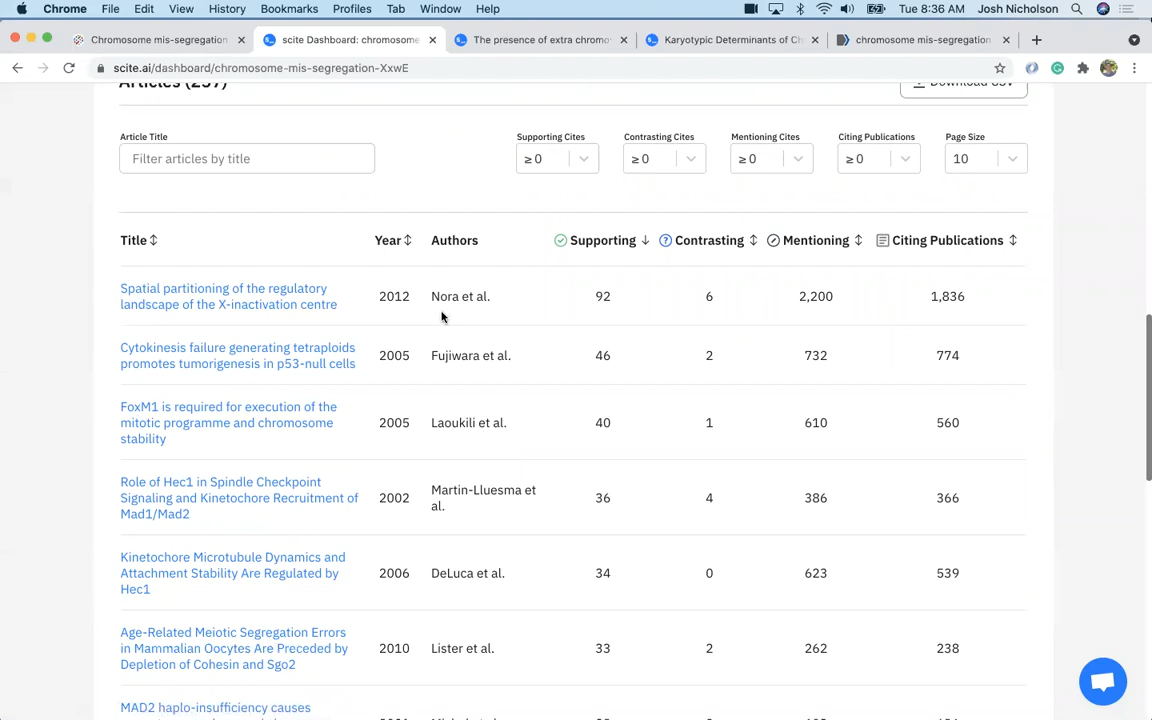 Chrome File Edit View History Bookmarks Profiles Tab Window Help Tue 8:36 AM Josh Nicholson
Chromosome mis-segregation scite Dashboard: chromosome The presence of extra chromo Karyotypic Determinants of Ch chromosome mis-segregation
scite.ai/dashboard/chromosome-mis-segregation-XxwE
Articles (257) Download CSV
Article Title Supporting Cites Contrasting Cites Mentioning Cites Citing Publications Page Size
Filter articles by title ≥ 0 ≥ 0 ≥ 0 ≥ 0 10
Title Year Authors Supporting Contrasting Mentioning Citing Publications
Spatial partitioning of the regulatory
landscape of the X-inactivation centre
2012 Nora et al. 92 6 2,200 1,836
Cytokinesis failure generating tetraploids
promotes tumorigenesis in p53-null cells
2005 Fujiwara et al. 46 2 732 774
FoxM1 is required for execution of the
mitotic programme and chromosome
stability
2005 Laoukili et al. 40 1 610 560
Role of Hec1 in Spindle Checkpoint
Signaling and Kinetochore Recruitment of
Mad1/Mad2
2002 Martin-Lluesma et
al.
36 4 386 366
Kinetochore Microtubule Dynamics and
Attachment Stability Are Regulated by
Hec1
2006 DeLuca et al. 34 0 623 539
Age-Related Meiotic Segregation Errors
in Mammalian Oocytes Are Preceded by
Depletion of Cohesin and Sgo2
2010 Lister et al. 33 2 262 238
MAD2 haplo-insufficiency causes